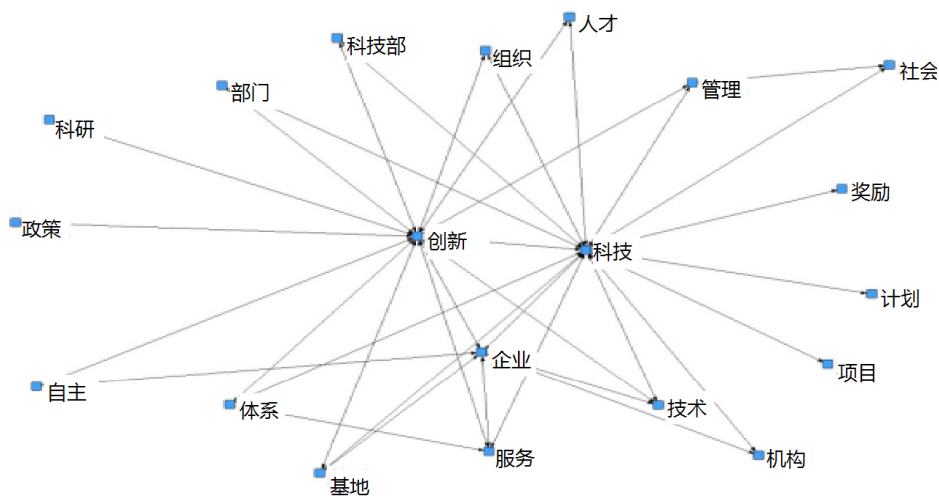 人才
科技部
组织
社会
管理
部门
科研
奖励
政策
创新
科技
计划
企业
项目
自主
体系
技术
服务
机构
基地